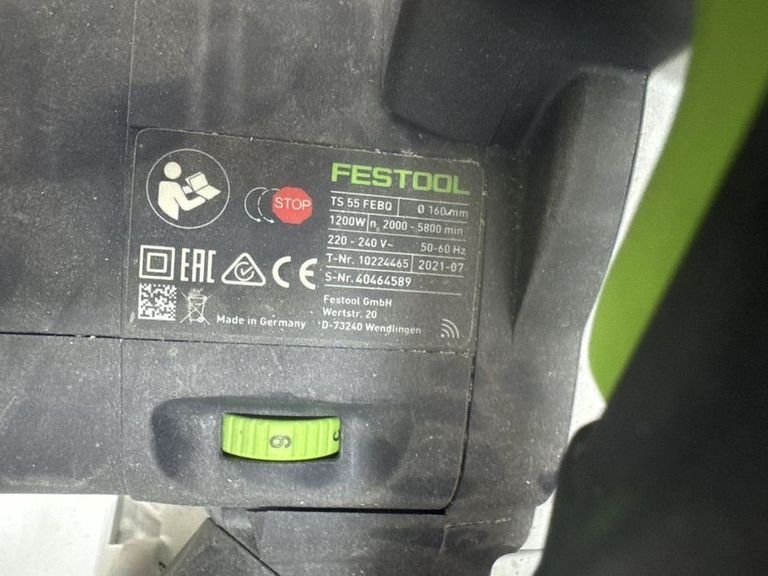 FESTOOL
TS 55 FEBQ Ø 160 mm
1200W n₀ 2000 - 5800 min
220 - 240 V~ 50-60 Hz
T-Nr. 10224465 2021-07
S-Nr. 40464589
Festool GmbH
Wertstr. 20
D-73240 Wendlingen
STOP
EAC
CE
Made in Germany
6